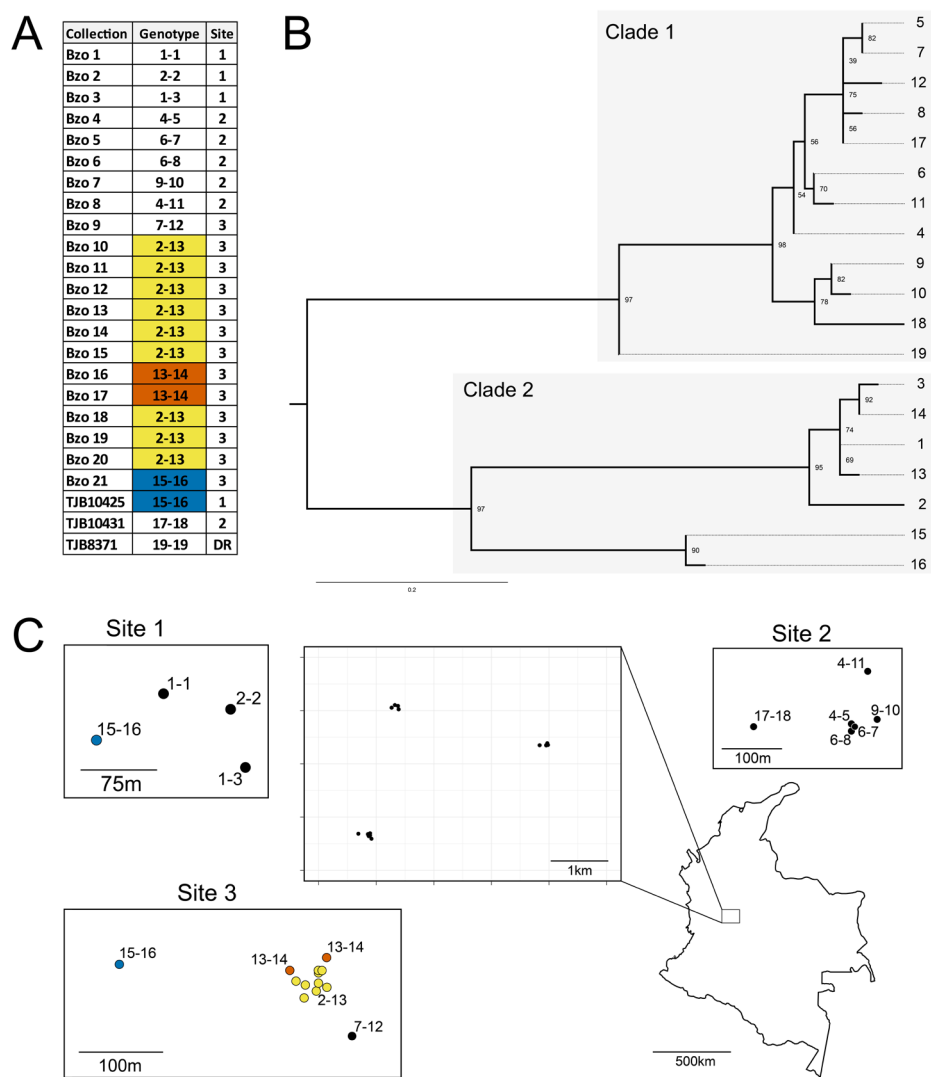 A
Collection Genotype Site
Bzo 1 1-1 1
Bzo 2 2-2 1
Bzo 3 1-3 1
Bzo 4 4-5 2
Bzo 5 6-7 2
Bzo 6 6-8 2
Bzo 7 9-10 2
Bzo 8 4-11 2
Bzo 9 7-12 3
Bzo 10 2-13 3
Bzo 11 2-13 3
Bzo 12 2-13 3
Bzo 13 2-13 3
Bzo 14 2-13 3
Bzo 15 2-13 3
Bzo 16 13-14 3
Bzo 17 13-14 3
Bzo 18 2-13 3
Bzo 19 2-13 3
Bzo 20 2-13 3
Bzo 21 15-16 3
TJB10425 15-16 1
TJB10431 17-18 2
TJB8371 19-19 DR
B
Clade 1
5
82
7
39
12
75
8
56
17
56
6
54
70
11
4
98
9
82
10
78
18
97
19
Clade 2
3
92
14
74
1
69
13
95
2
97
15
90
16
0.2
C
Site 1
1-1
2-2
15-16
1-3
75m
1km
Site 2
4-11
17-18
4-5
9-10
6-8
6-7
100m
Site 3
15-16
13-14
13-14
2-13
7-12
100m
500km